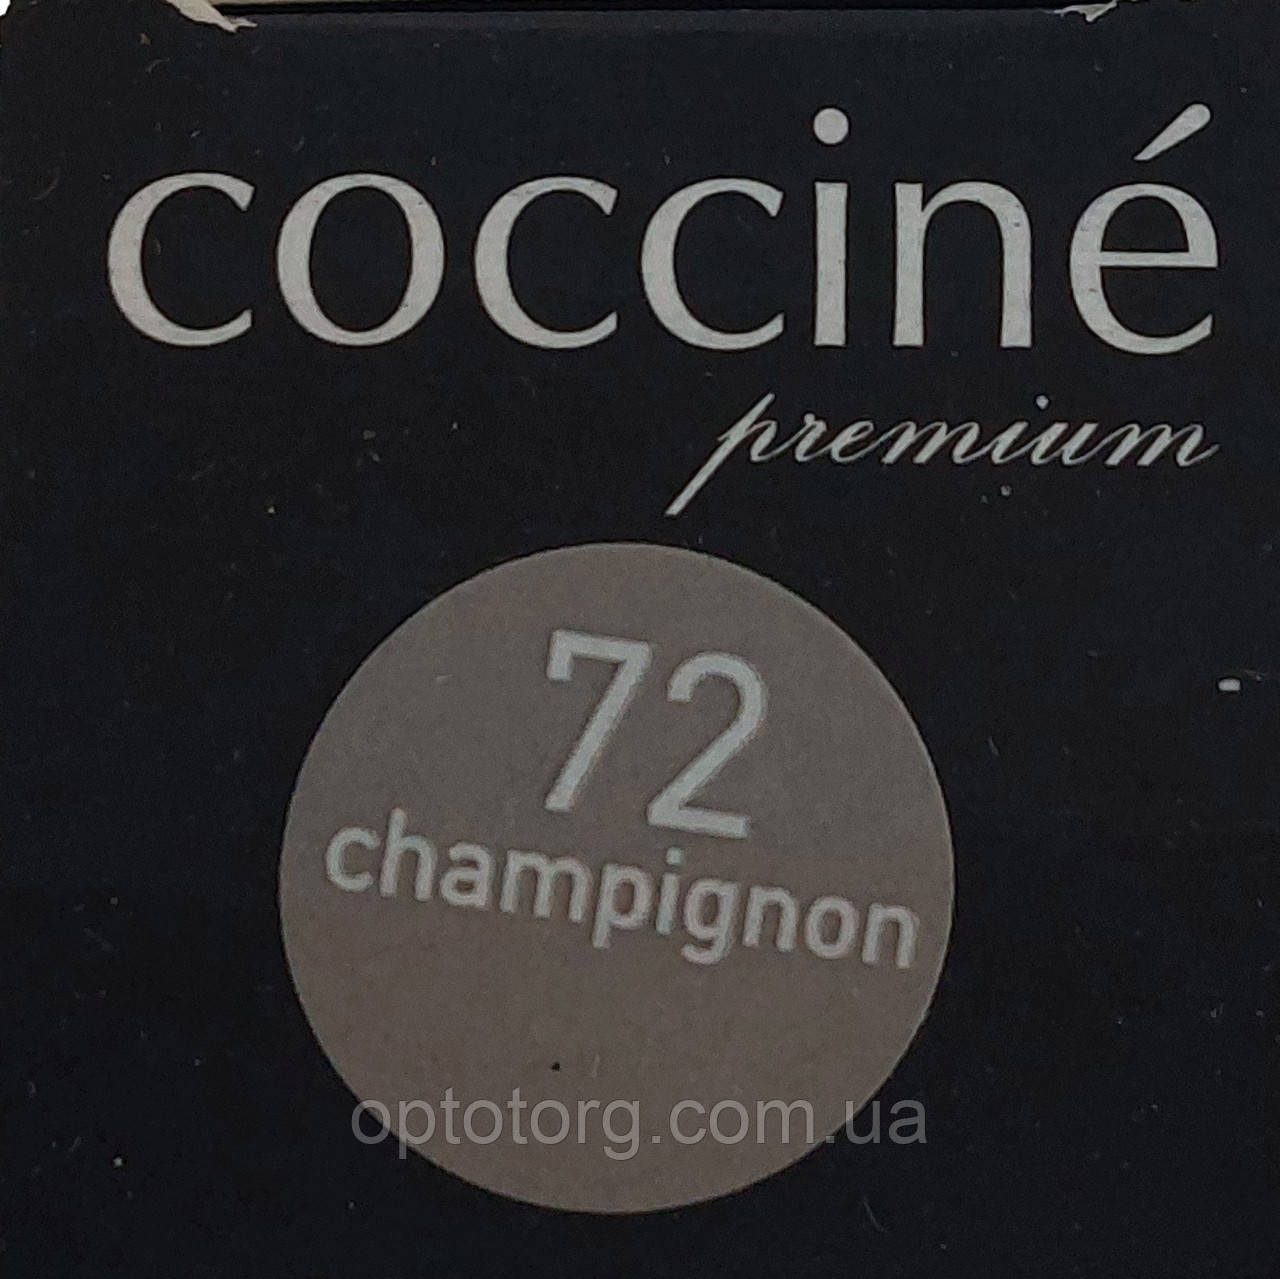 cocciné
premium
72
champignon
optotorg.com.ua